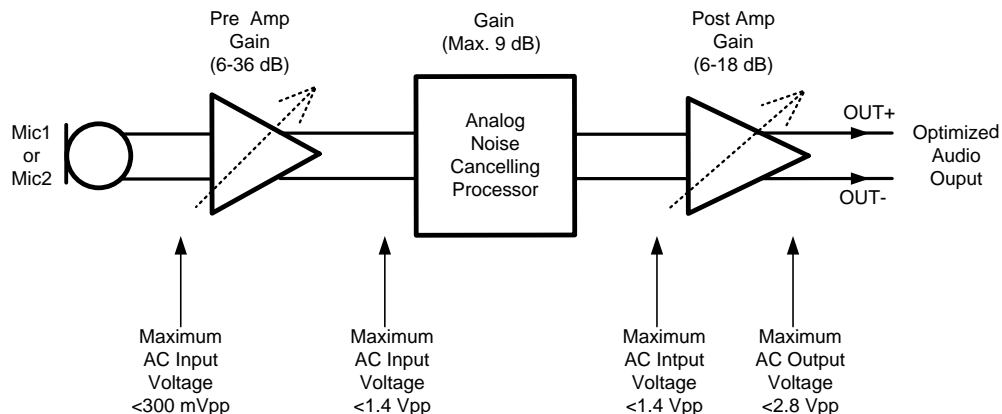 Pre Amp
Gain
(6-36 dB)
Gain
(Max. 9 dB)
Post Amp
Gain
(6-18 dB)
Mic1
or
Mic2
Analog
Noise
Cancelling
Processor
OUT+
OUT-
Optimized
Audio
Ouput
Maximum
AC Input
Voltage
<300 mVpp
Maximum
AC Input
Voltage
<1.4 Vpp
Maximum
AC Intput
Voltage
<1.4 Vpp
Maximum
AC Output
Voltage
<2.8 Vpp